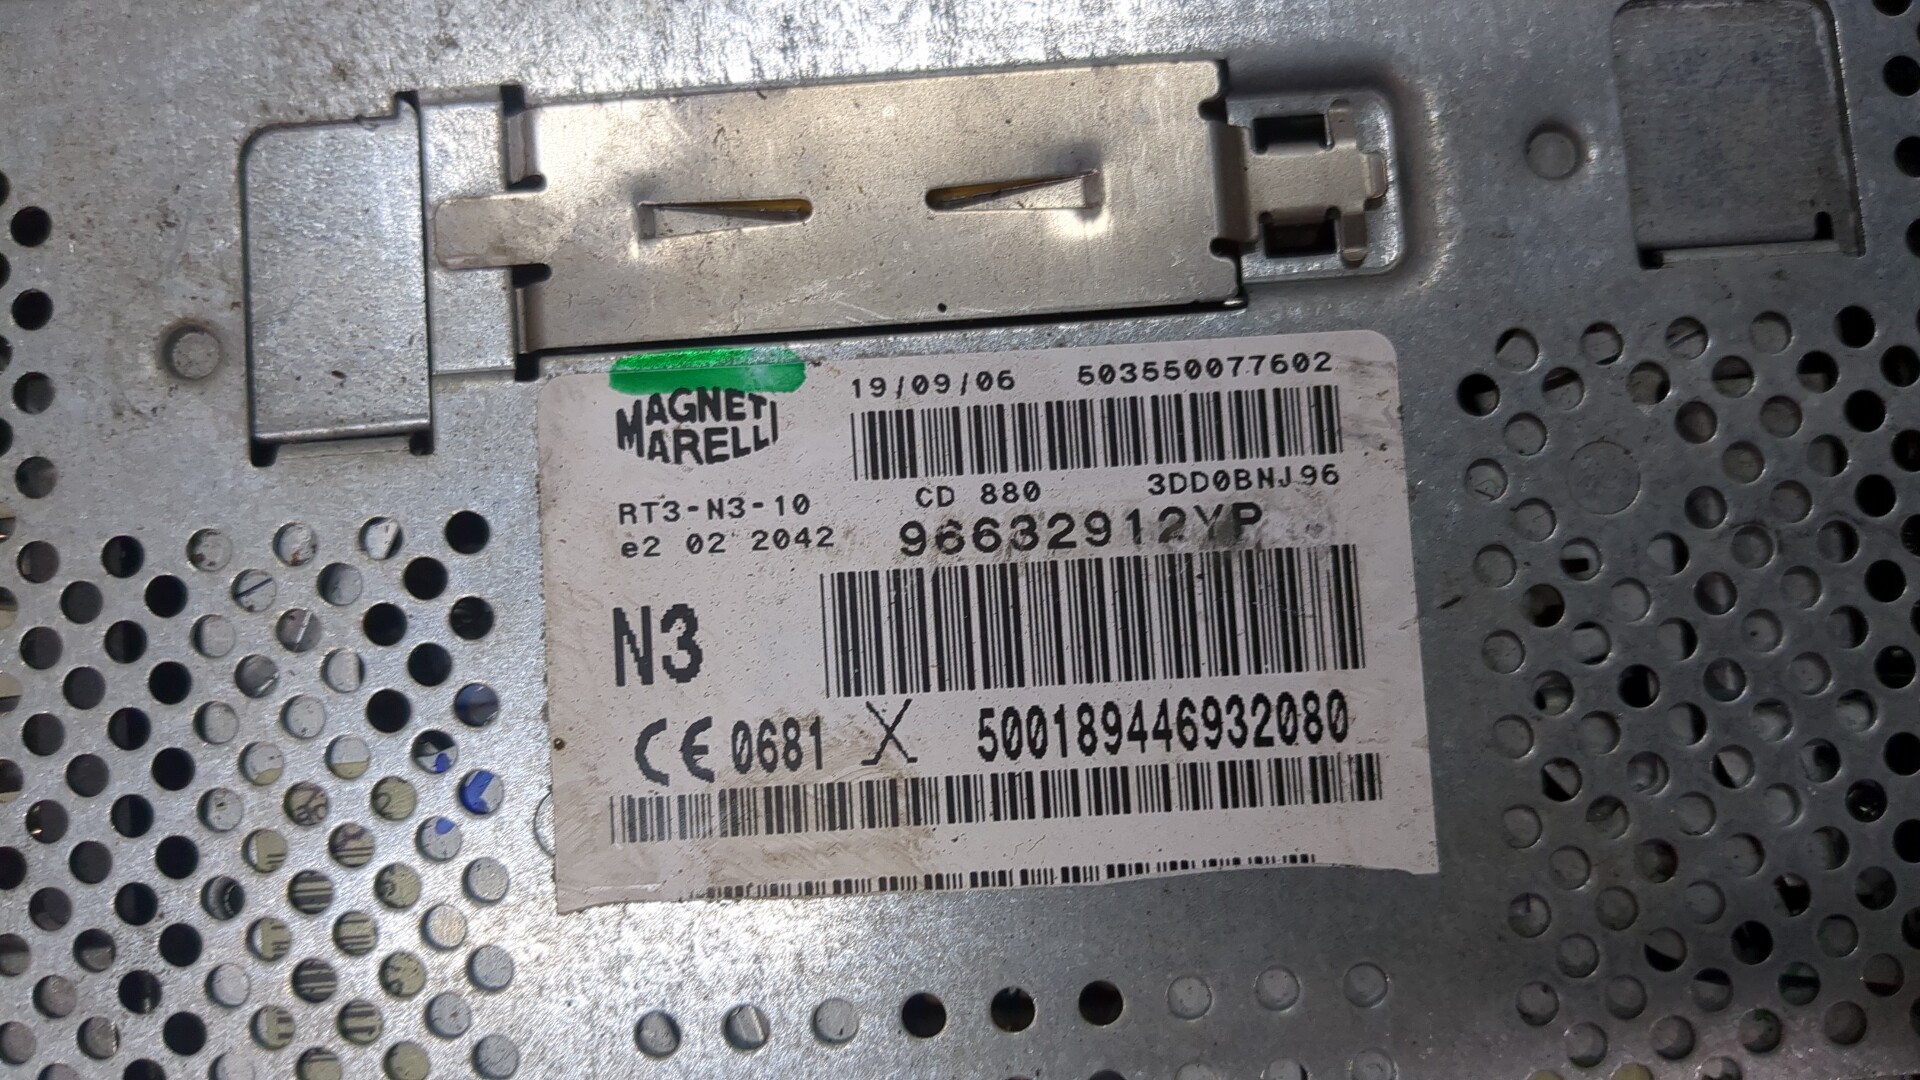 MAGNETI
MARELLI
19/09/06 503550077602
RT3-N3-10 CD 880 3DD0BNJ96
e2 02 2042 96632912YP
N3
CE 0681 X 500189446932080